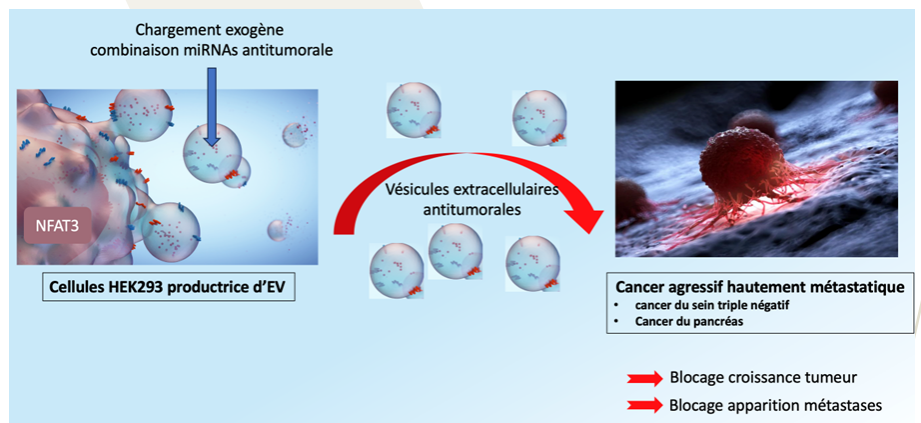 Chargement exogène
combinaison miRNAs antitumorale
NFAT3
Cellules HEK293 productrice d'EV
Vésicules extracellulaires
antitumorales
Cancer agressif hautement métastatique
• cancer du sein triple négatif
• Cancer du pancréas
Blocage croissance tumeur
Blocage apparition métastases